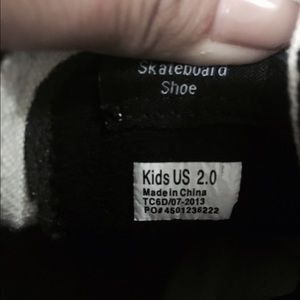 Skateboard
Shoe
Kids US 2.0
Made in China
TC6D/07-2013
PO# 4501236222